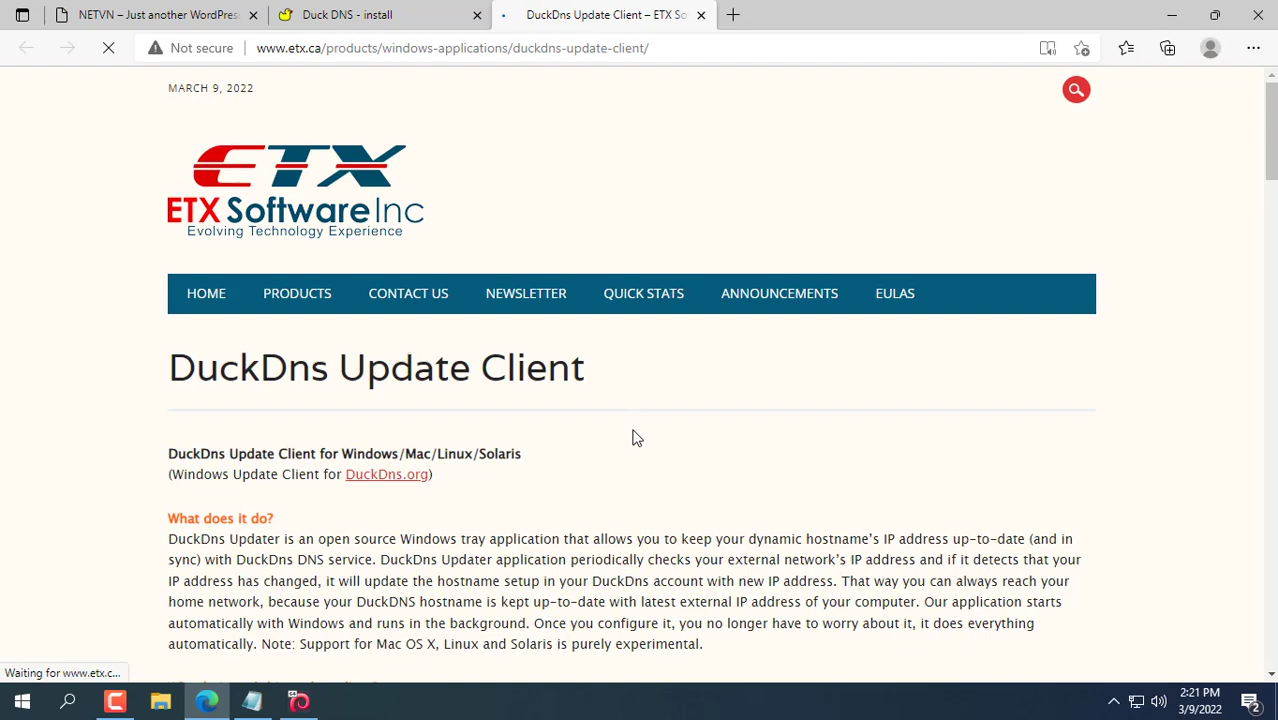 NETVN – Just another WordPres
Duck DNS - install
DuckDns Update Client – ETX So
Not secure
www.etx.ca/products/windows-applications/duckdns-update-client/
MARCH 9, 2022
ETX
ETX Software Inc
Evolving Technology Experience
HOME PRODUCTS CONTACT US NEWSLETTER QUICK STATS ANNOUNCEMENTS EULAS
DuckDns Update Client
DuckDns Update Client for Windows/Mac/Linux/Solaris
(Windows Update Client for DuckDns.org)
What does it do?
DuckDns Updater is an open source Windows tray application that allows you to keep your dynamic hostname's IP address up-to-date (and in
sync) with DuckDns DNS service. DuckDns Updater application periodically checks your external network's IP address and if it detects that your
IP address has changed, it will update the hostname setup in your DuckDns account with new IP address. That way you can always reach your
home network, because your DuckDNS hostname is kept up-to-date with latest external IP address of your computer. Our application starts
automatically with Windows and runs in the background. Once you configure it, you no longer have to worry about it, it does everything
automatically. Note: Support for Mac OS X, Linux and Solaris is purely experimental.
Waiting for www.etx.c...
2:21 PM
3/9/2022
2